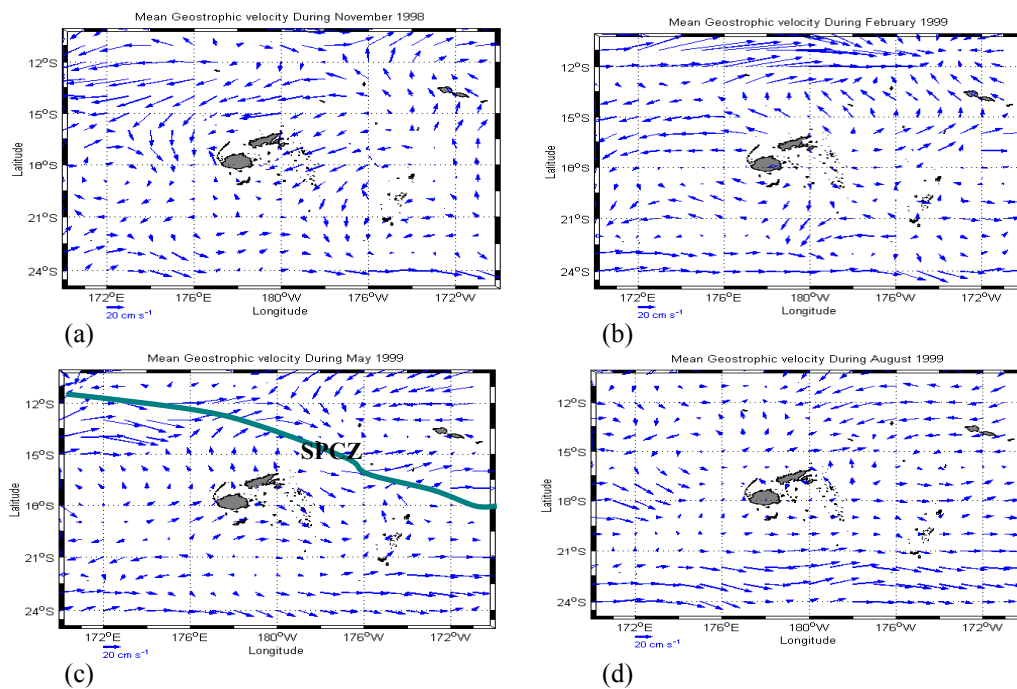 Mean Geostrophic velocity During November 1998
12°S
15°S
18°S
21°S
24°S
Latitude
172°E
176°E
180°W
176°W
172°W
20 cm s⁻¹
Longitude
(a)
Mean Geostrophic velocity During February 1999
12°S
15°S
18°S
21°S
24°S
Latitude
172°E
176°E
180°W
176°W
172°W
20 cm s⁻¹
Longitude
(b)
Mean Geostrophic velocity During May 1999
12°S
15°S
18°S
21°S
24°S
Latitude
SPCZ
172°E
176°E
180°W
176°W
172°W
20 cm s⁻¹
Longitude
(c)
Mean Geostrophic velocity During August 1999
12°S
15°S
18°S
21°S
24°S
Latitude
172°E
176°E
180°W
176°W
172°W
20 cm s⁻¹
Longitude
(d)